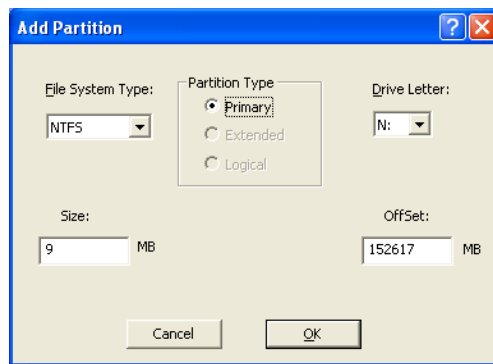 Add Partition
File System Type:
Partition Type
Drive Letter:
NTFS
Primary
Extended
Logical
N:
Size:
OffSet:
9 MB
152617 MB
Cancel
OK